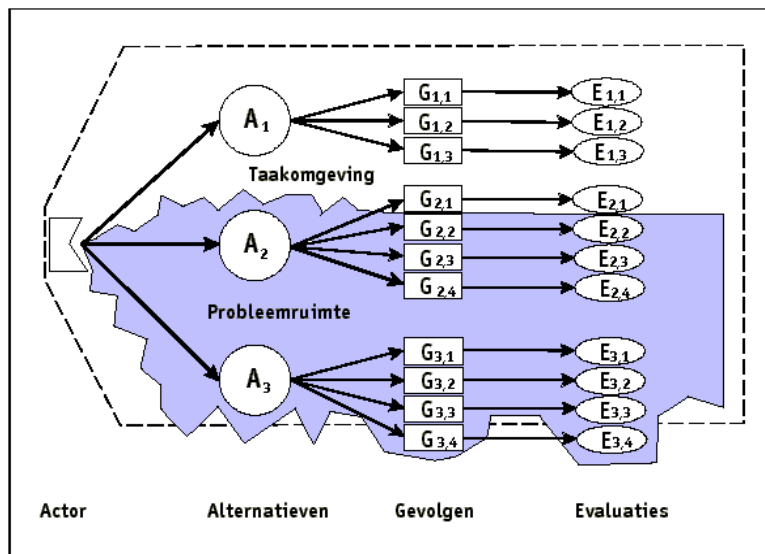 A1
G1,1
E1,1
G1,2
E1,2
G1,3
E1,3
Taakomgeving
A2
G2,1
E2,1
G2,2
E2,2
G2,3
E2,3
G2,4
E2,4
Probleemruimte
A3
G3,1
E3,1
G3,2
E3,2
G3,3
E3,3
G3,4
E3,4
Actor Alternatieven Gevolgen Evaluaties